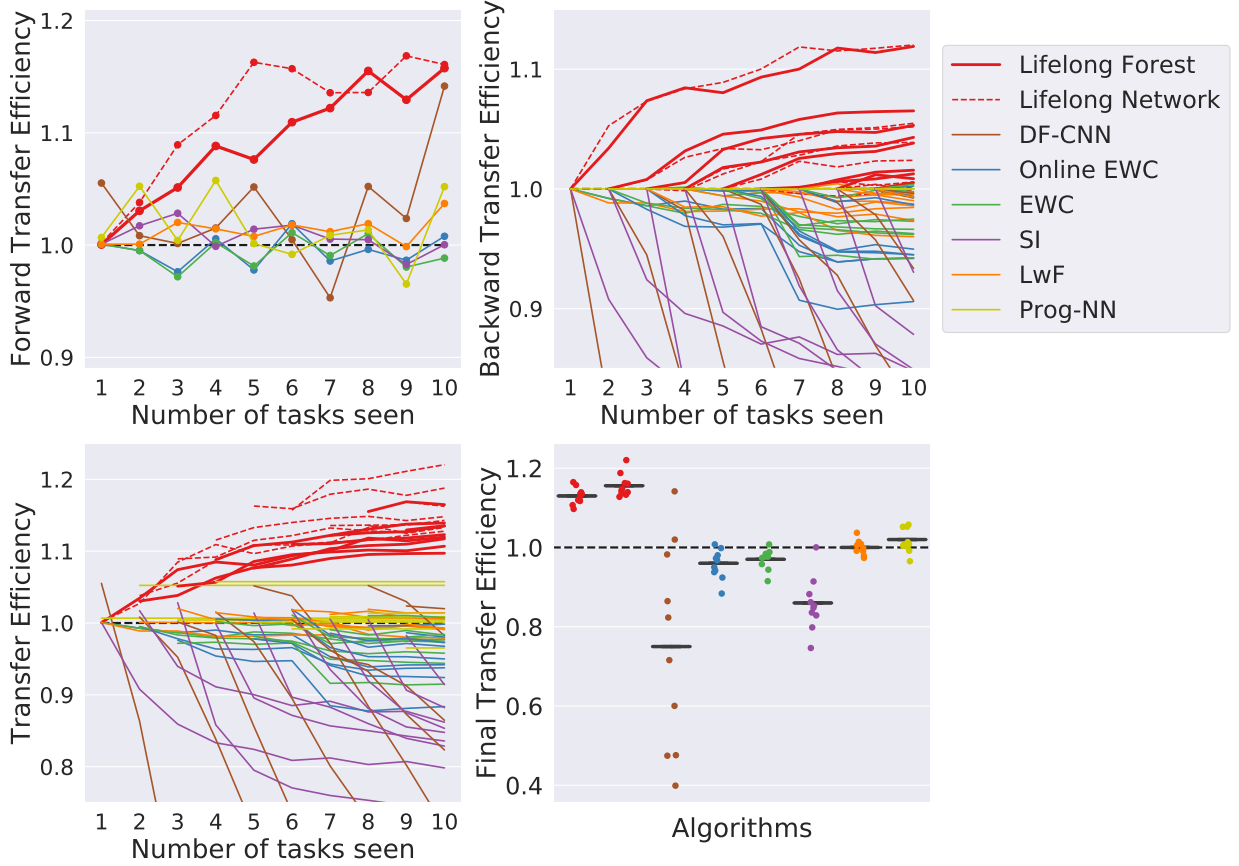 Forward Transfer Efficiency
1.2
1.1
1.0
0.9
1 2 3 4 5 6 7 8 9 10
Number of tasks seen
Backward Transfer Efficiency
1.1
1.0
0.9
1 2 3 4 5 6 7 8 9 10
Number of tasks seen
Lifelong Forest
Lifelong Network
DF-CNN
Online EWC
EWC
SI
LwF
Prog-NN
Transfer Efficiency
1.2
1.1
1.0
0.9
0.8
1 2 3 4 5 6 7 8 9 10
Number of tasks seen
Final Transfer Efficiency
1.2
1.0
0.8
0.6
0.4
Algorithms